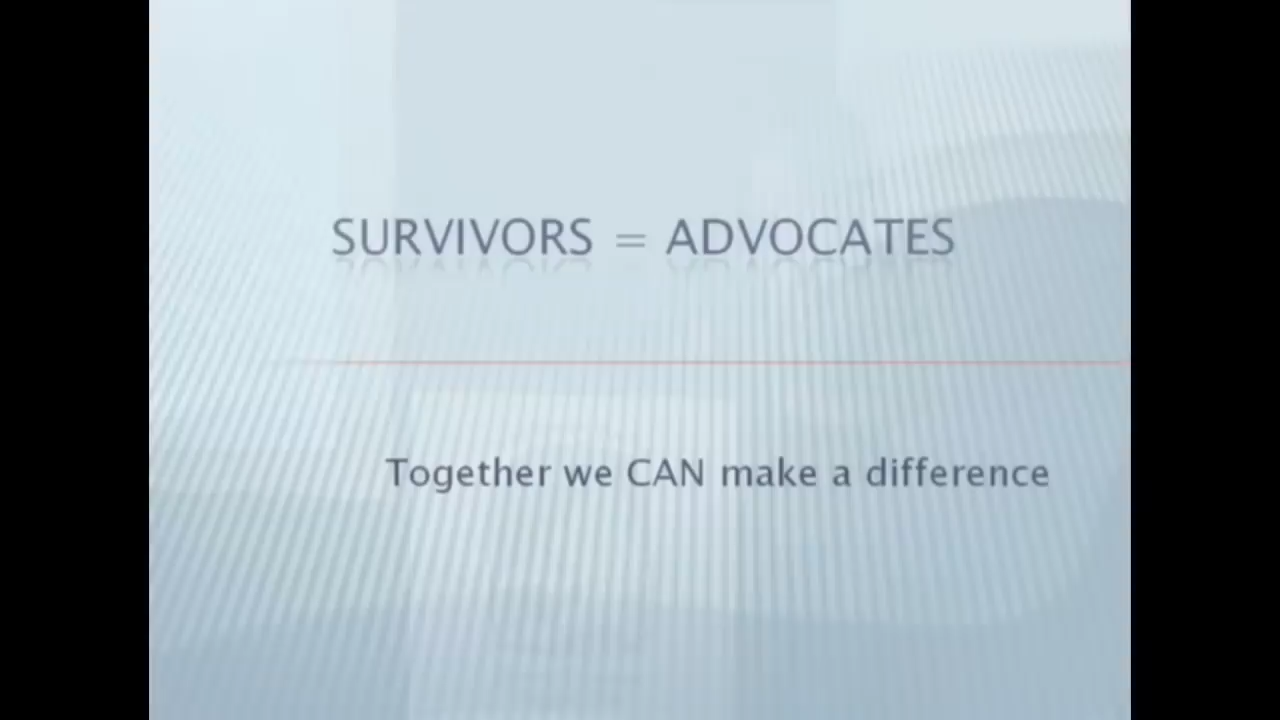 SURVIVORS = ADVOCATES
Together we CAN make a difference